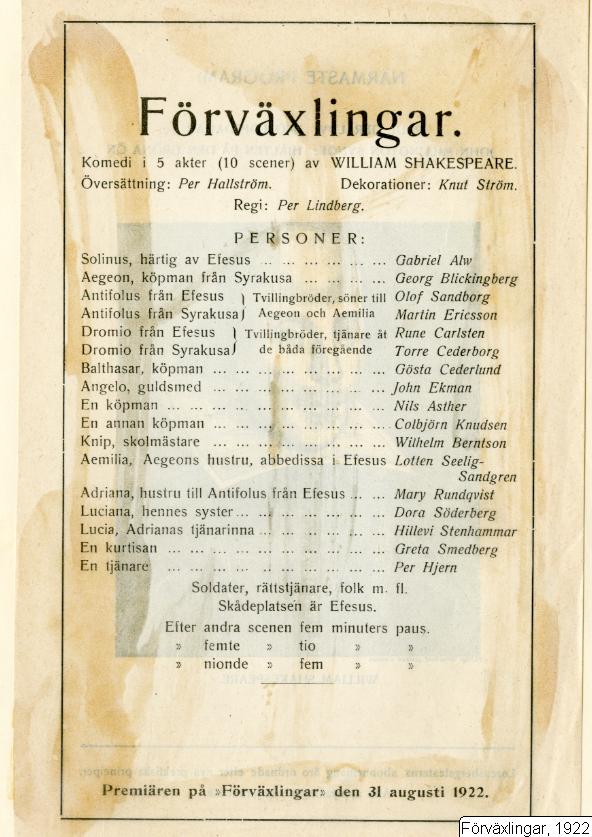 Förväxlingar.
Komedi i 5 akter (10 scener) av WILLIAM SHAKESPEARE.
Översättning: Per Hallström. Dekorationer: Knut Ström.
Regi: Per Lindberg.
PERSONER:
Solinus, härtig av Efesus ... ... ... ... ... Gabriel Alw
Aegeon, köpman från Syrakusa ... ... ... ... Georg Blickingberg
Antifolus från Efesus } Tvillingbröder, söner till Olof Sandborg
Antifolus från Syrakusa } Aegeon och Aemilia Martin Ericsson
Dromio från Efesus } Tvillingbröder, tjänare åt Rune Carlsten
Dromio från Syrakusa } de båda föregående Torre Cederborg
Balthasar, köpman ... ... ... ... ... ... ... Gösta Cederlund
Angelo, guldsmed ... ... ... ... ... ... ... John Ekman
En köpman ... ... ... ... ... ... ... ... ... Nils Asther
En annan köpman ... ... ... ... ... ... ... Colbjörn Knudsen
Knip, skolmästare ... ... ... ... ... ... ... Wilhelm Berntson
Aemilia, Aegeons hustru, abbedissa i Efesus Lotten Seelig-
Sandgren
Adriana, hustru till Antifolus från Efesus ... ... Mary Rundqvist
Luciana, hennes syster ... ... ... ... ... ... Dora Söderberg
Lucia, Adrianas tjänarinna ... ... ... ... ... ... Hillevi Stenhammar
En kurtisan ... ... ... ... ... ... ... ... ... Greta Smedberg
En tjänare ... ... ... ... ... ... ... ... ... Per Hjern
Soldater, rättstjänare, folk m. fl.
Skådeplatsen är Efesus.
Efter andra scenen fem minuters paus.
» femte » tio » »
» nionde » fem » »
Premiären på »Förväxlingar» den 31 augusti 1922.
Förväxlingar, 1922